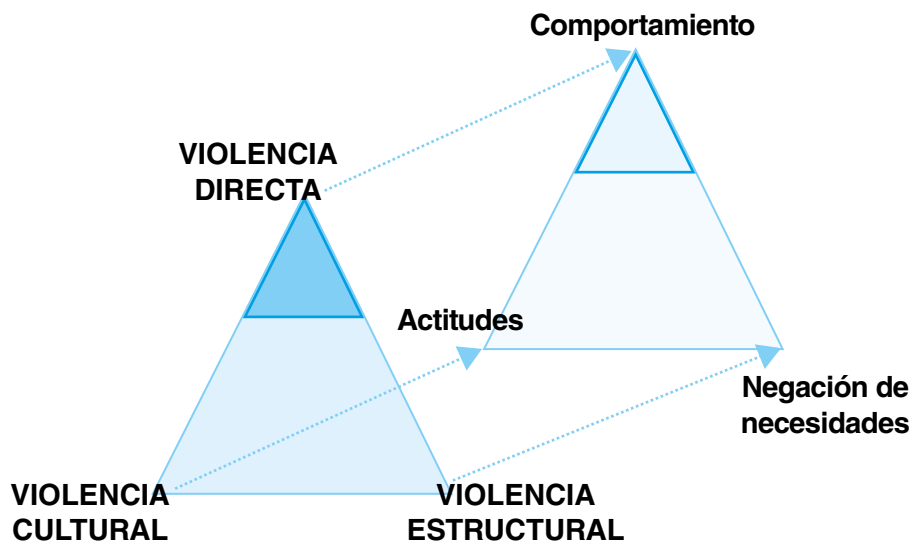 Comportamiento
VIOLENCIA
DIRECTA
Actitudes
Negación de
necesidades
VIOLENCIA
CULTURAL
VIOLENCIA
ESTRUCTURAL